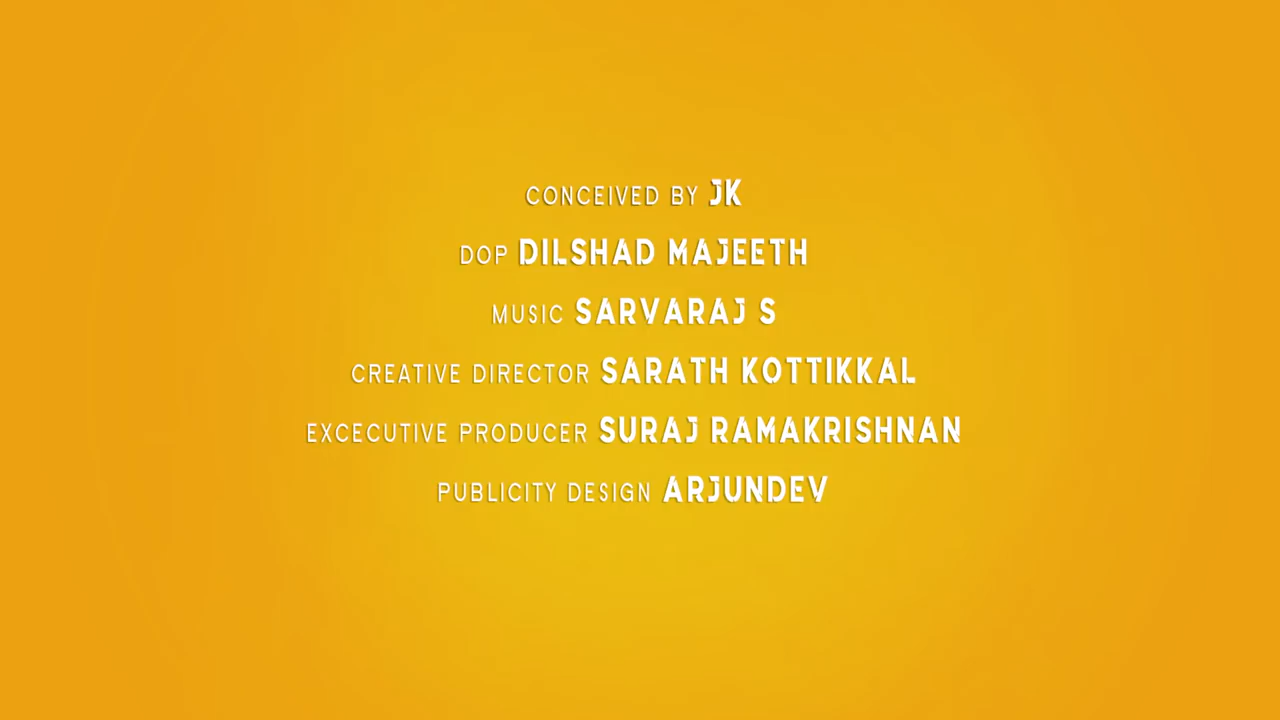 CONCEIVED BY JK
DOP DILSHAD MAJEETH
MUSIC SARVARAJ S
CREATIVE DIRECTOR SARATH KOTTIKKAL
EXCECUTIVE PRODUCER SURAJ RAMAKRISHNAN
PUBLICITY DESIGN ARJUNDEV